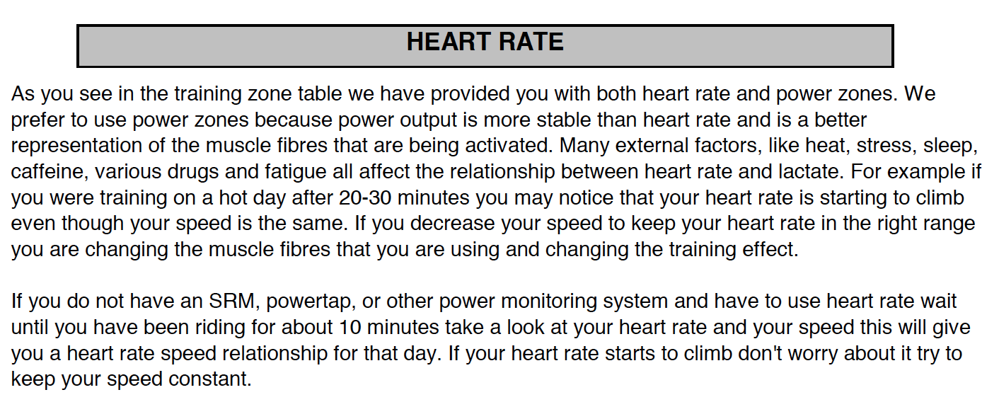 HEART RATE
As you see in the training zone table we have provided you with both heart rate and power zones. We
prefer to use power zones because power output is more stable than heart rate and is a better
representation of the muscle fibres that are being activated. Many external factors, like heat, stress, sleep,
caffeine, various drugs and fatigue all affect the relationship between heart rate and lactate. For example if
you were training on a hot day after 20-30 minutes you may notice that your heart rate is starting to climb
even though your speed is the same. If you decrease your speed to keep your heart rate in the right range
you are changing the muscle fibres that you are using and changing the training effect.
If you do not have an SRM, powertap, or other power monitoring system and have to use heart rate wait
until you have been riding for about 10 minutes take a look at your heart rate and your speed this will give
you a heart rate speed relationship for that day. If your heart rate starts to climb don't worry about it try to
keep your speed constant.